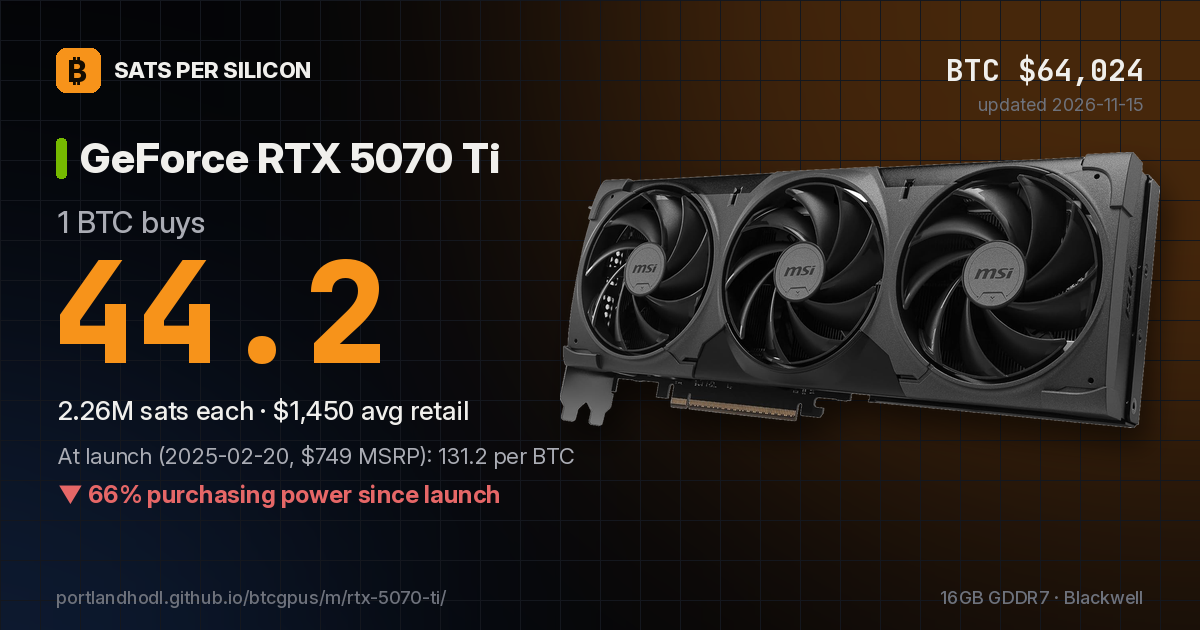 ₿ SATS PER SILICON
BTC $64,024
updated 2026-11-15
GeForce RTX 5070 Ti
1 BTC buys
44.2
2.26M sats each · $1,450 avg retail
At launch (2025-02-20, $749 MSRP): 131.2 per BTC
▼ 66% purchasing power since launch
msi
msi
msi
portlandhodl.github.io/btcgpus/m/rtx-5070-ti/
16GB GDDR7 · Blackwell